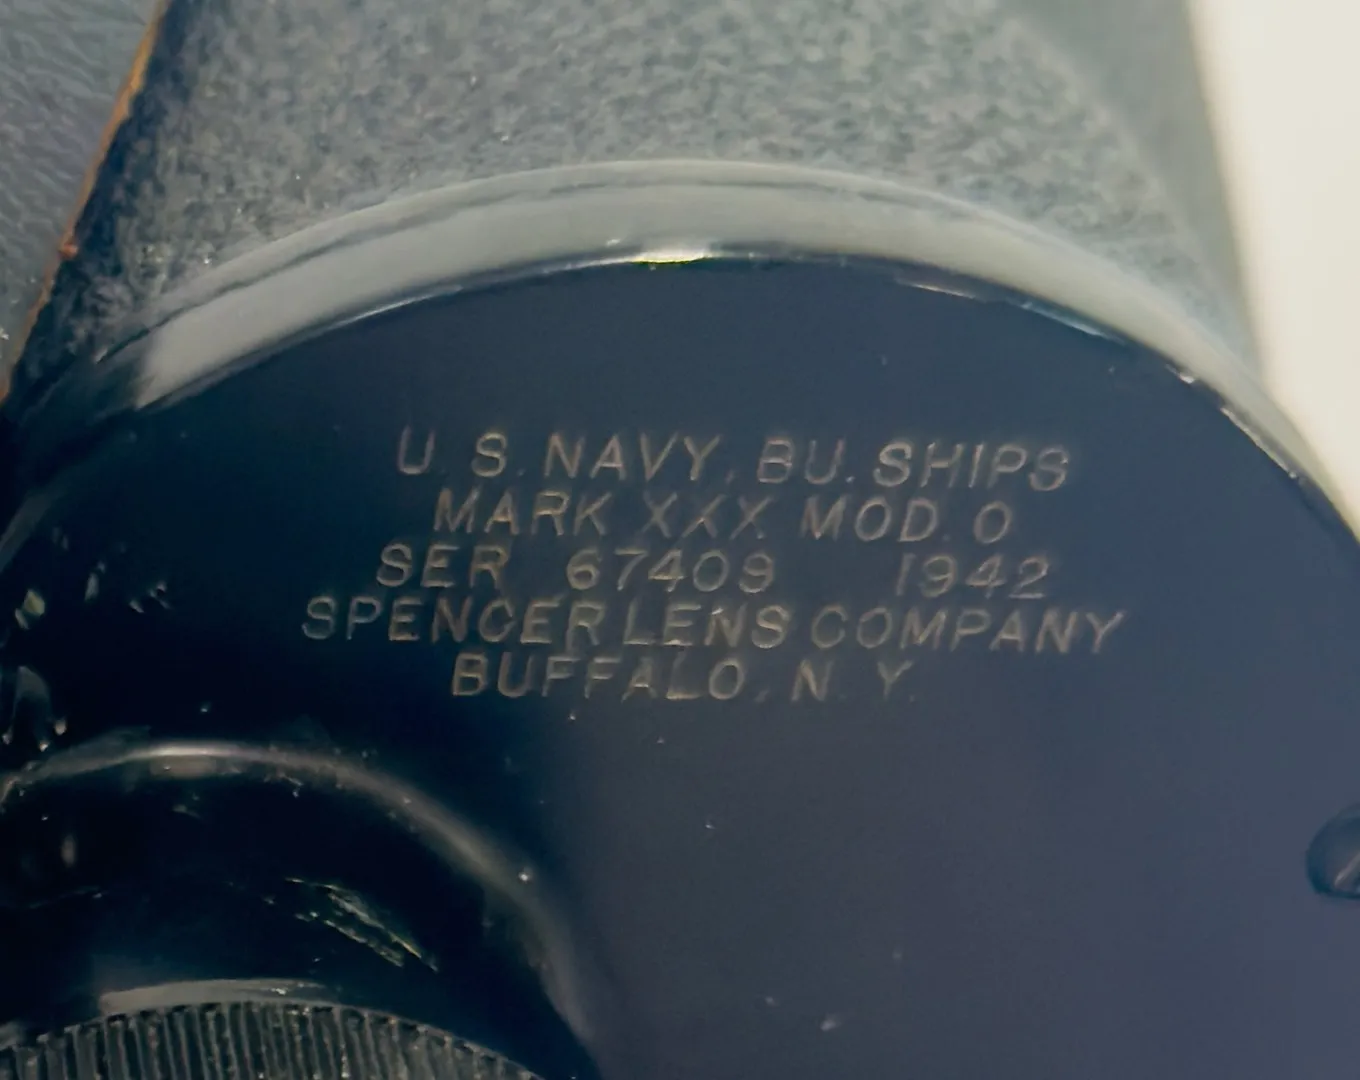 U. S. NAVY, BU. SHIPS
MARK XXX MOD. 0
SER 67409 1942
SPENCER LENS COMPANY
BUFFALO, N. Y.